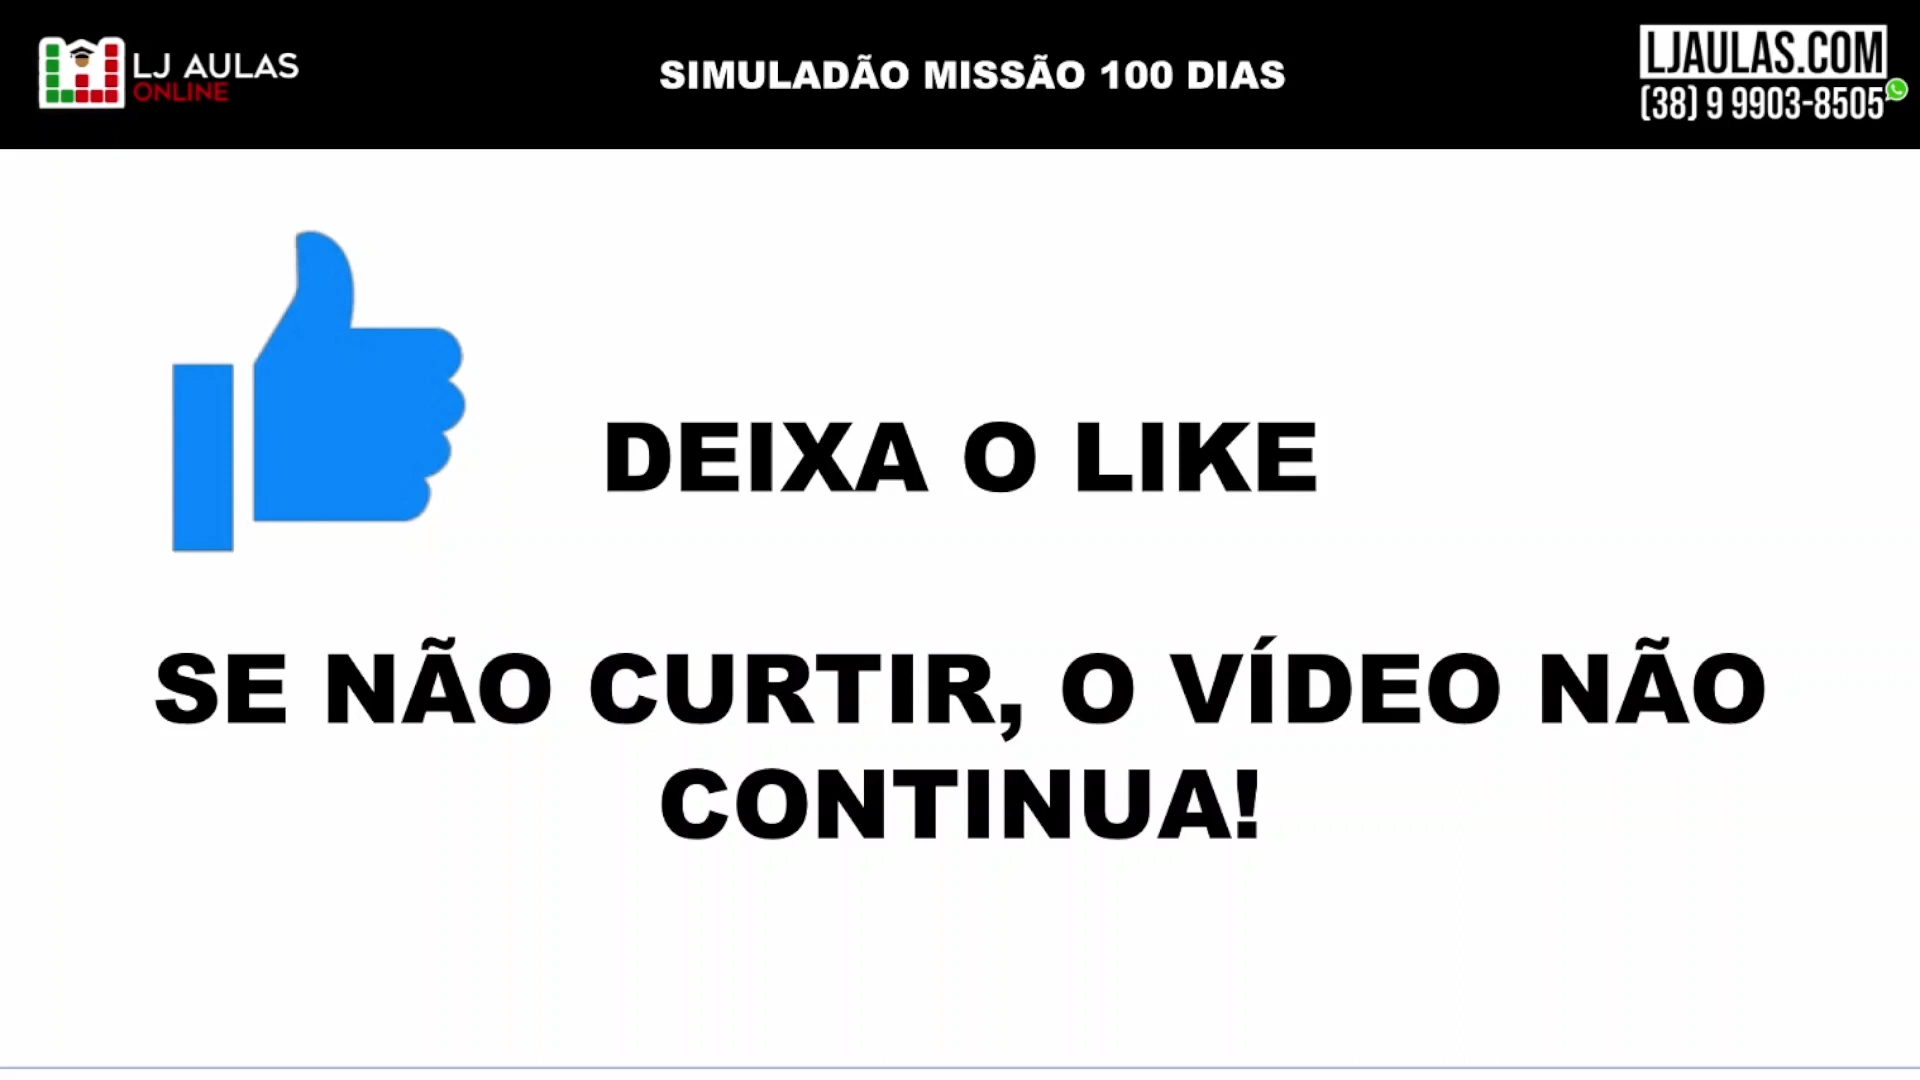 LJ AULAS
ONLINE
SIMULADÃO MISSÃO 100 DIAS
LJAULAS.COM
(38) 9 9903-8505
DEIXA O LIKE
SE NÃO CURTIR, O VÍDEO NÃO
CONTINUA!